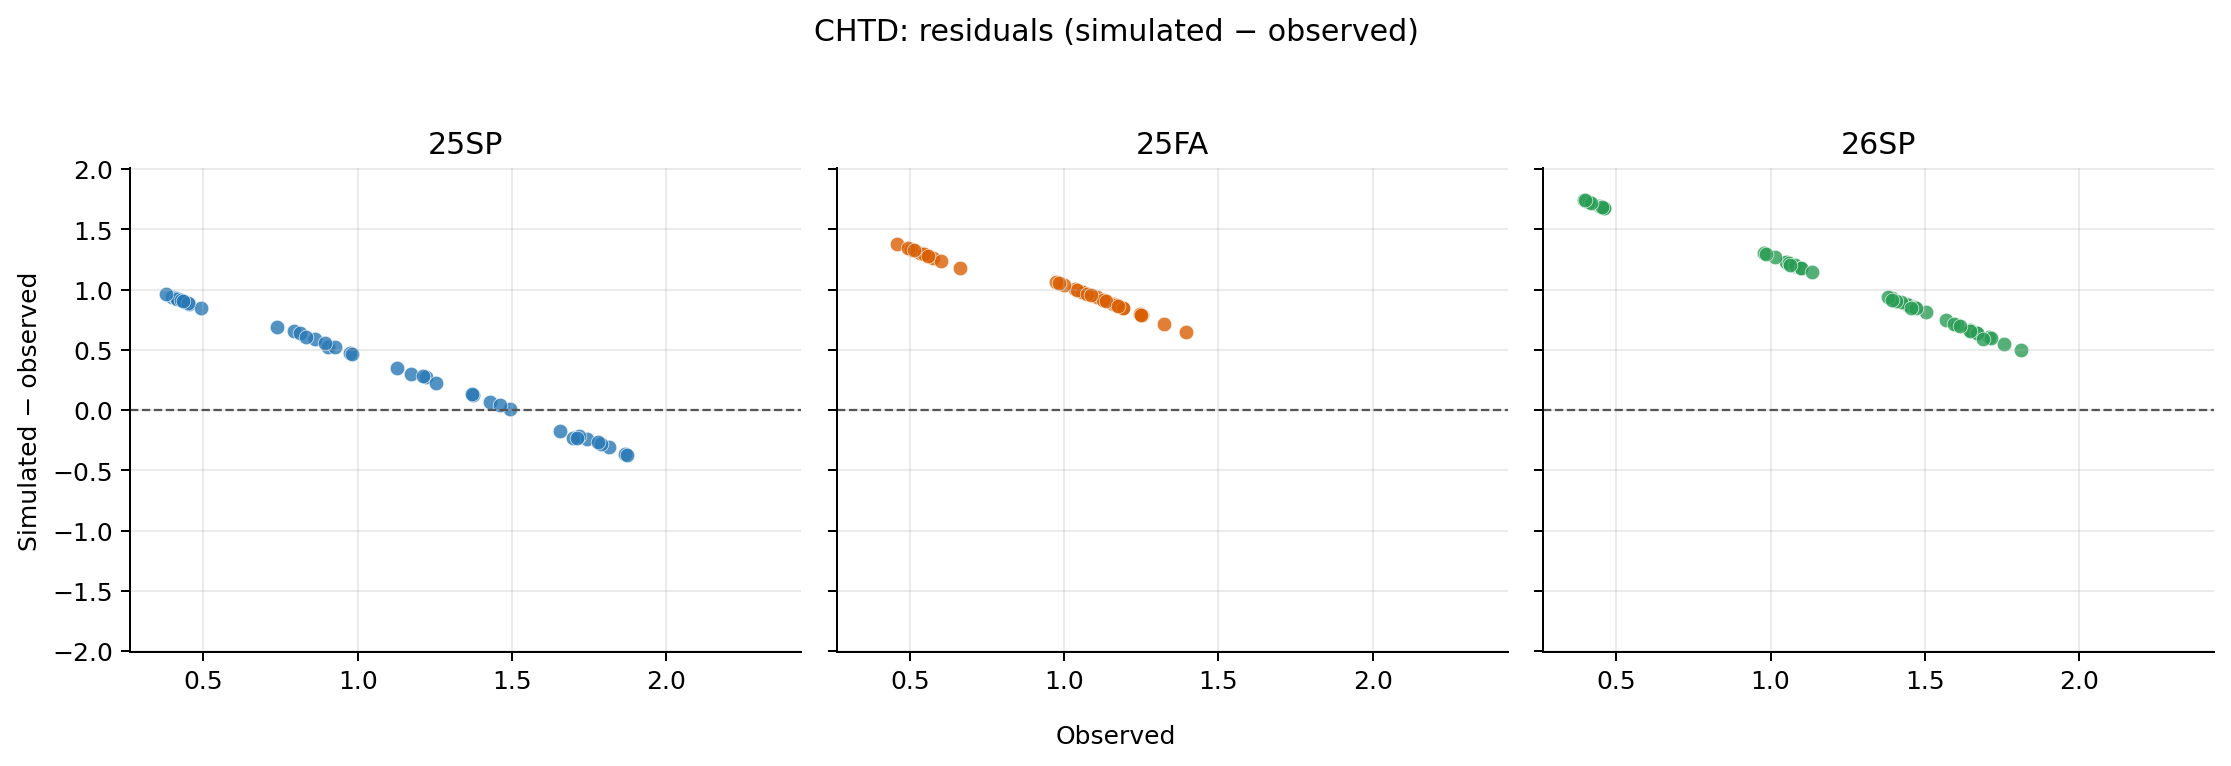 CHTD: residuals (simulated − observed)
25SP
25FA
26SP
Simulated − observed
2.0
1.5
1.0
0.5
0.0
−0.5
−1.0
−1.5
−2.0
0.5 1.0 1.5 2.0
0.5 1.0 1.5 2.0
0.5 1.0 1.5 2.0
Observed